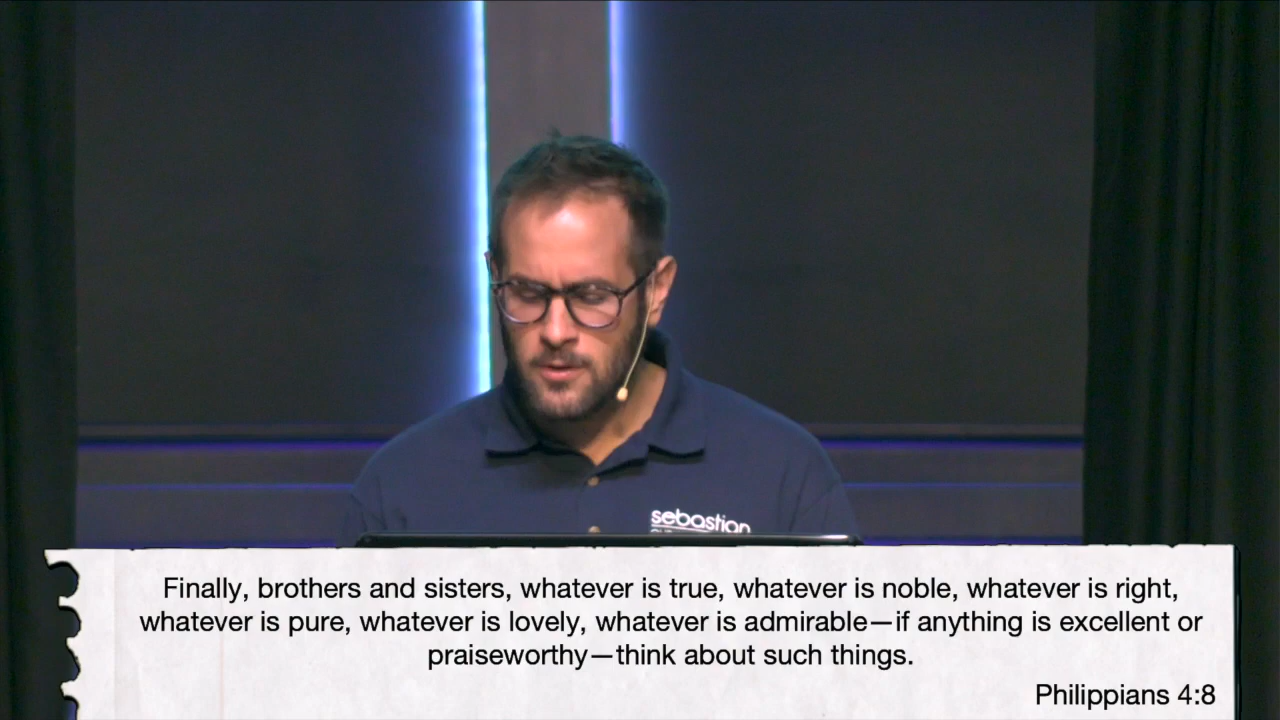 sebastian
Finally, brothers and sisters, whatever is true, whatever is noble, whatever is right,
whatever is pure, whatever is lovely, whatever is admirable—if anything is excellent or
praiseworthy—think about such things.
Philippians 4:8